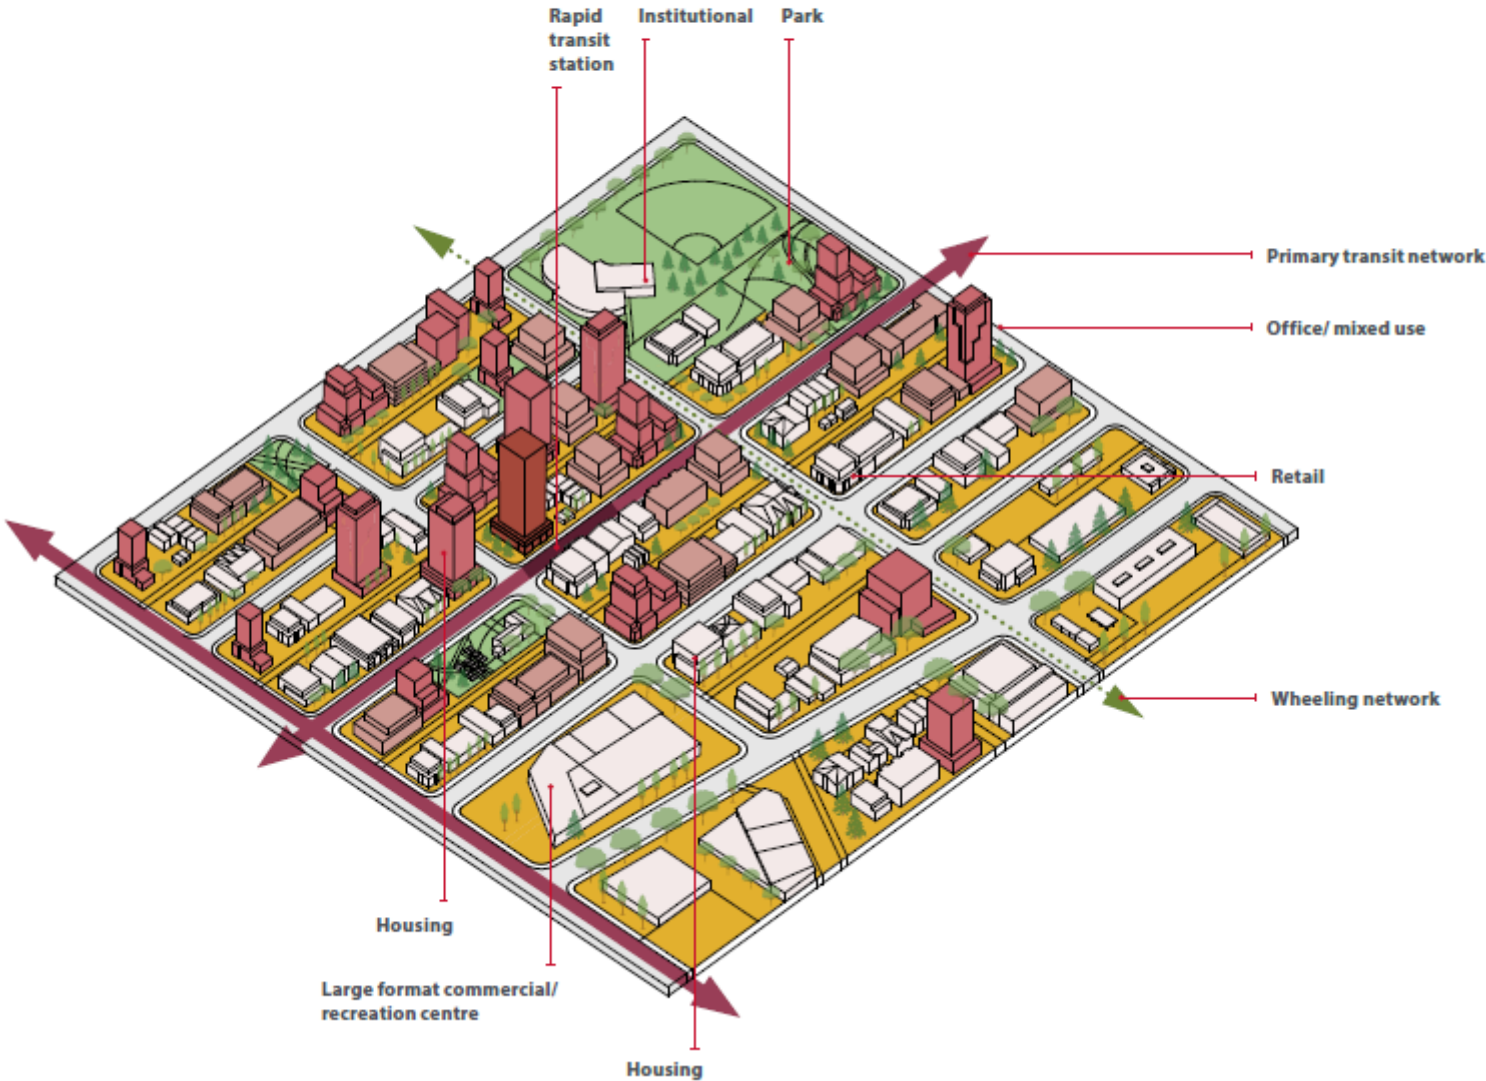 Rapid
transit
station
Institutional
Park
Primary transit network
Office/ mixed use
Retail
Wheeling network
Housing
Large format commercial/
recreation centre
Housing